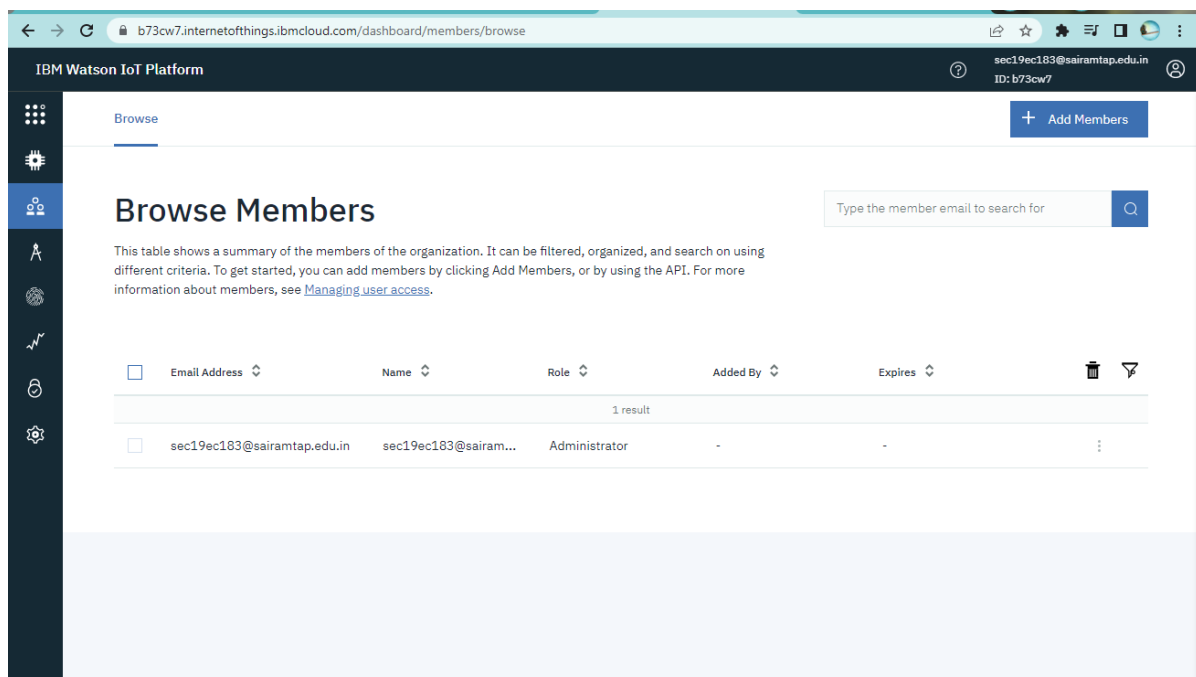 b73cw7.internetofthings.ibmcloud.com/dashboard/members/browse
IBM Watson IoT Platform
sec19ec183@sairamtap.edu.in
ID: b73cw7
Browse
+ Add Members
Browse Members
Type the member email to search for
This table shows a summary of the members of the organization. It can be filtered, organized, and search on using
different criteria. To get started, you can add members by clicking Add Members, or by using the API. For more
information about members, see Managing user access.
Email Address Name Role Added By Expires
1 result
sec19ec183@sairamtap.edu.in sec19ec183@sairam... Administrator - -